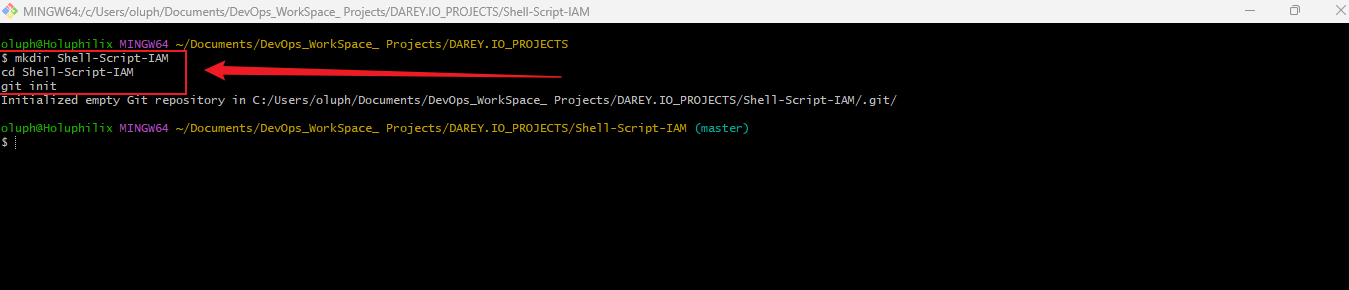 MINGW64:/c/Users/oluph/Documents/DevOps_WorkSpace_ Projects/DAREY.IO_PROJECTS/Shell-Script-IAM
oluph@Holuphilix MINGW64 ~/Documents/DevOps_WorkSpace_ Projects/DAREY.IO_PROJECTS
$ mkdir Shell-Script-IAM
cd Shell-Script-IAM
git init
Initialized empty Git repository in C:/Users/oluph/Documents/DevOps_WorkSpace_ Projects/DAREY.IO_PROJECTS/Shell-Script-IAM/.git/
oluph@Holuphilix MINGW64 ~/Documents/DevOps_WorkSpace_ Projects/DAREY.IO_PROJECTS/Shell-Script-IAM (master)
$